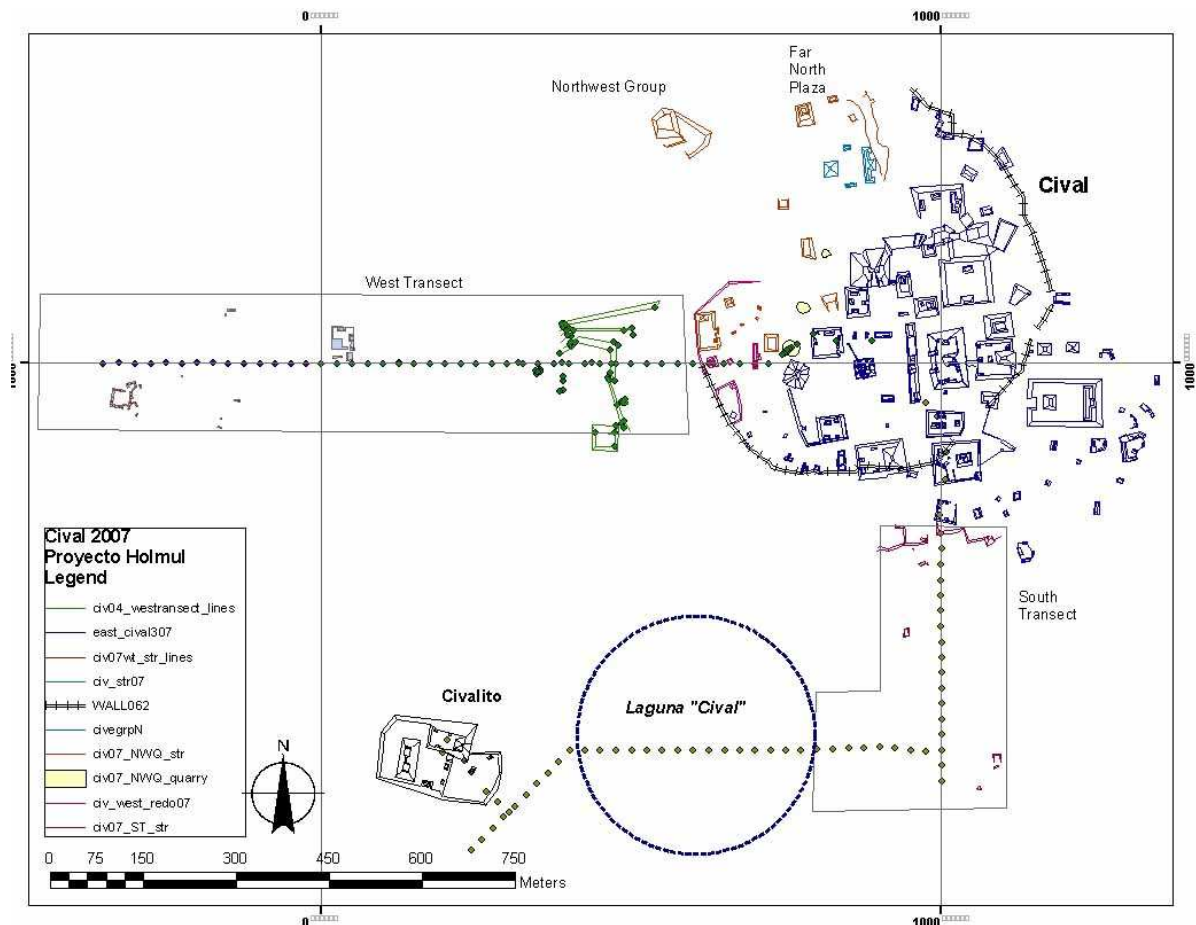 0
1000
Far
North
Plaza
Northwest Group
Cival
West Transect
1000
1000
Cival 2007
Proyecto Holmul
Legend
civ04_westransect_lines
east_cival307
civ07wt_str_lines
civ_str07
WALL062
civegrpN
civ07_NWQ_str
civ07_NWQ_quarry
civ_west_redo07
civ07_ST_str
South
Transect
Civalito
Laguna "Cival"
N
0 75 150 300 450 600 750
Meters
0
1000